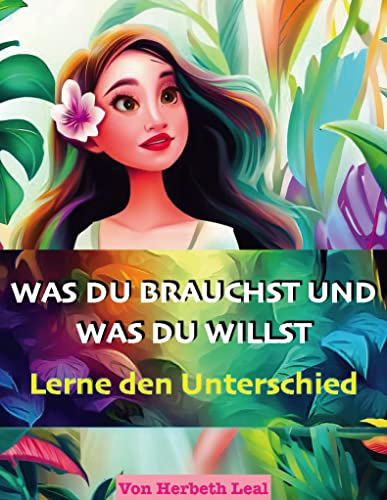 WAS DU BRAUCHST UND
WAS DU WILLST
Lerne den Unterschied
Von Herbeth Leal